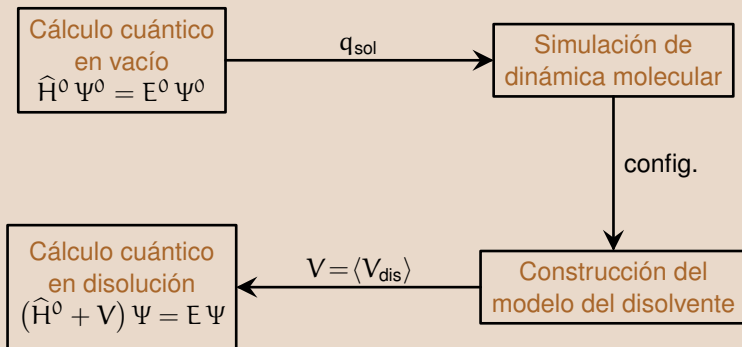 Cálculo cuántico
en vacío
Ĥ⁰ Ψ⁰ = E⁰ Ψ⁰
q_sol
Simulación de
dinámica molecular
config.
Construcción del
modelo del disolvente
V = ⟨V_dis⟩
Cálculo cuántico
en disolución
(Ĥ⁰ + V) Ψ = E Ψ